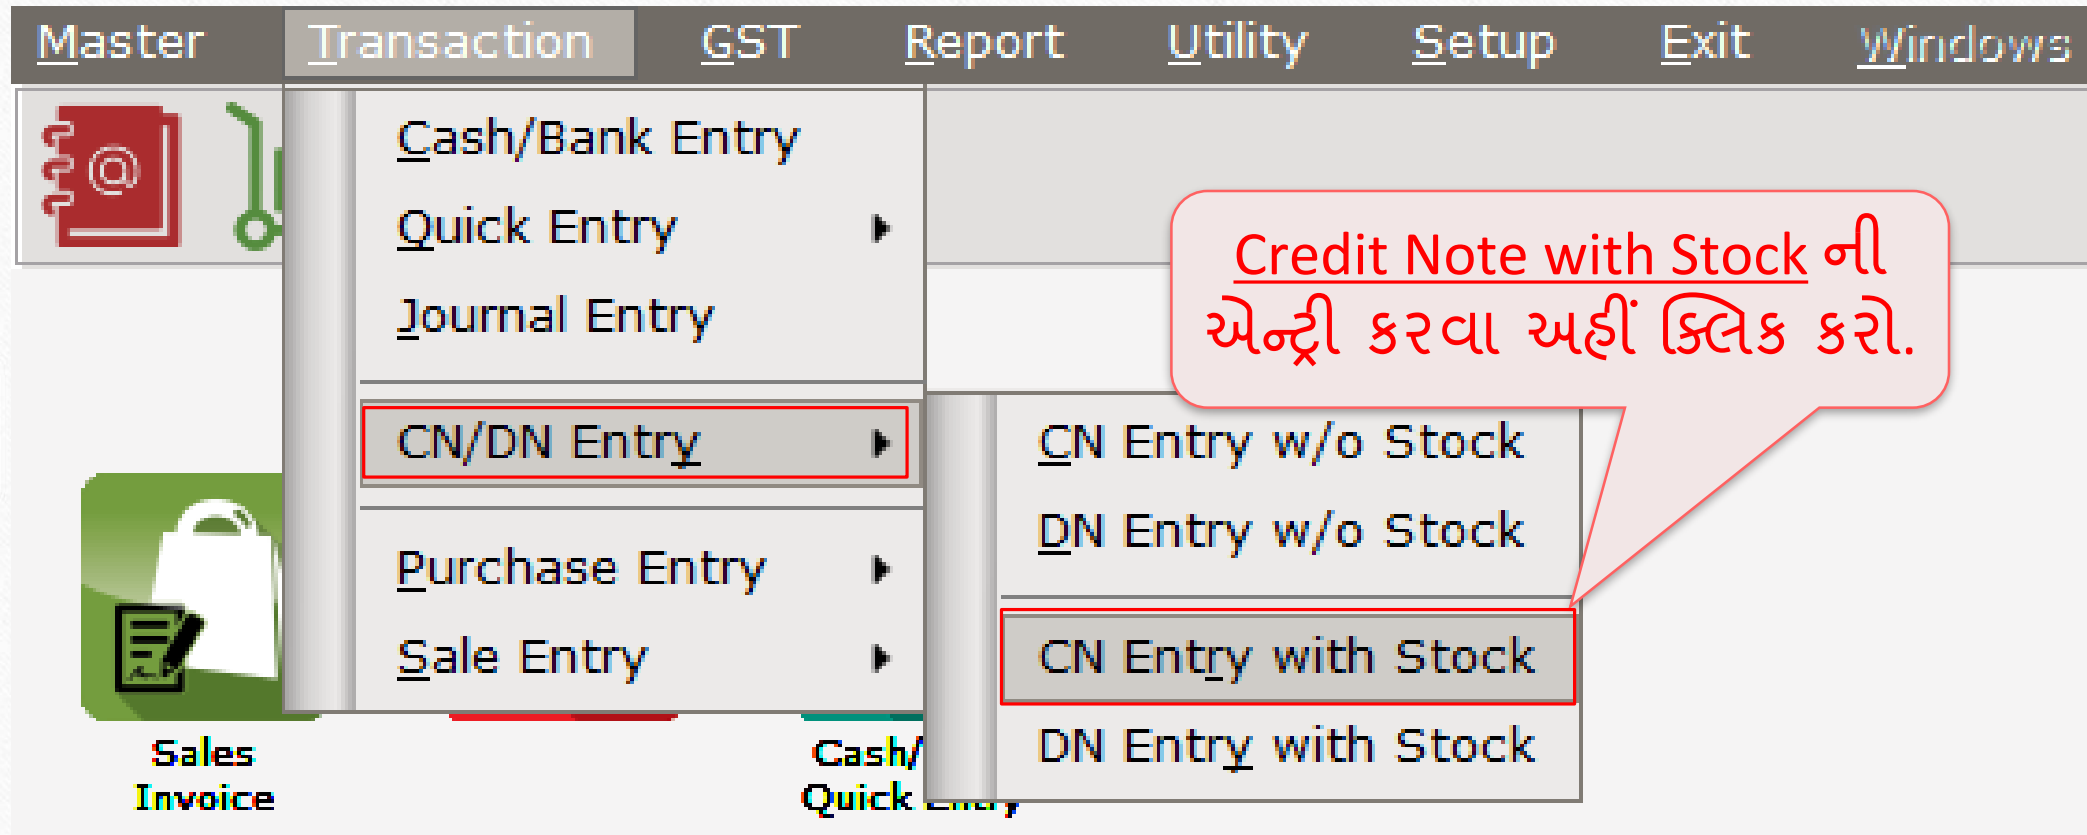 Master Transaction GST Report Utility Setup Exit Windows
@
Cash/Bank Entry
Quick Entry
Journal Entry
CN/DN Entry
Purchase Entry
Sale Entry
Credit Note with Stock ની
એન્ટ્રી કરવા અહીં ક્લિક કરો.
CN Entry w/o Stock
DN Entry w/o Stock
CN Entry with Stock
DN Entry with Stock
Sales
Invoice
Cash/
Quick Entry